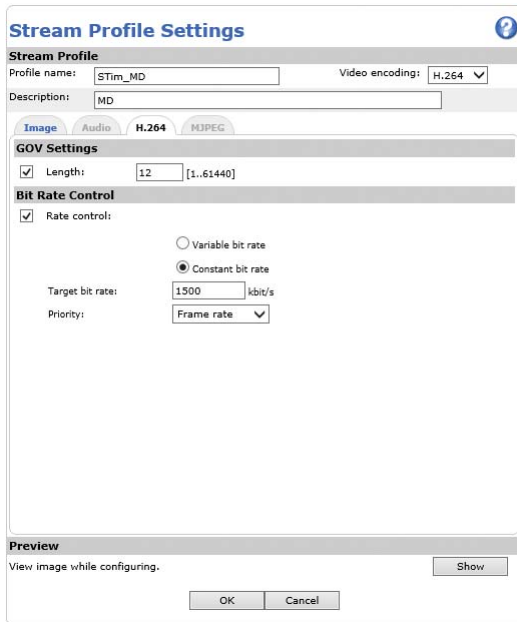 Stream Profile Settings
?
Stream Profile
Profile name: STim_MD Video encoding: H.264
Description: MD
Image Audio H.264 MJPEG
GOV Settings
Length: 12 [1..61440]
Bit Rate Control
Rate control:
Variable bit rate
Constant bit rate
Target bit rate: 1500 kbit/s
Priority: Frame rate
Preview
View image while configuring. Show
OK Cancel